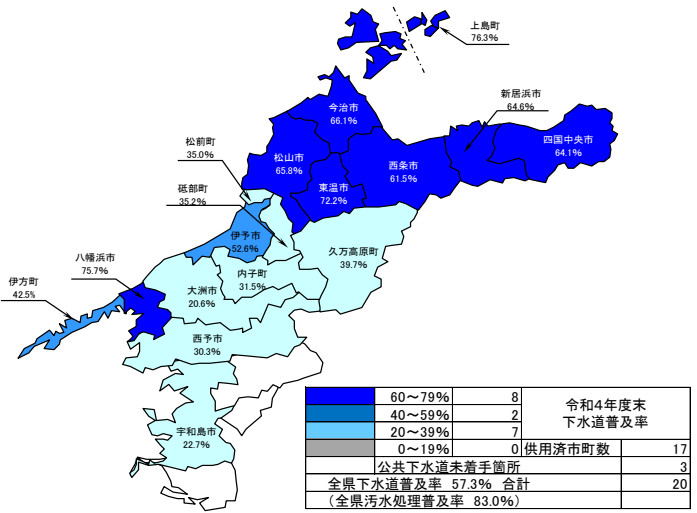 上島町
76.3%
新居浜市
64.6%
今治市
66.1%
四国中央市
64.1%
松前町
35.0%
松山市
65.8%
西条市
61.5%
砥部町
35.2%
東温市
72.2%
伊予市
52.6%
久万高原町
39.7%
八幡浜市
75.7%
伊方町
42.5%
内子町
31.5%
大洲市
20.6%
西予市
30.3%
宇和島市
22.7%
60～79% 8
40～59% 2
20～39% 7
0～19% 0
令和4年度末
下水道普及率
供用済市町数 17
公共下水道未着手箇所 3
全県下水道普及率 57.3% 合計 20
（全県汚水処理普及率 83.0%）